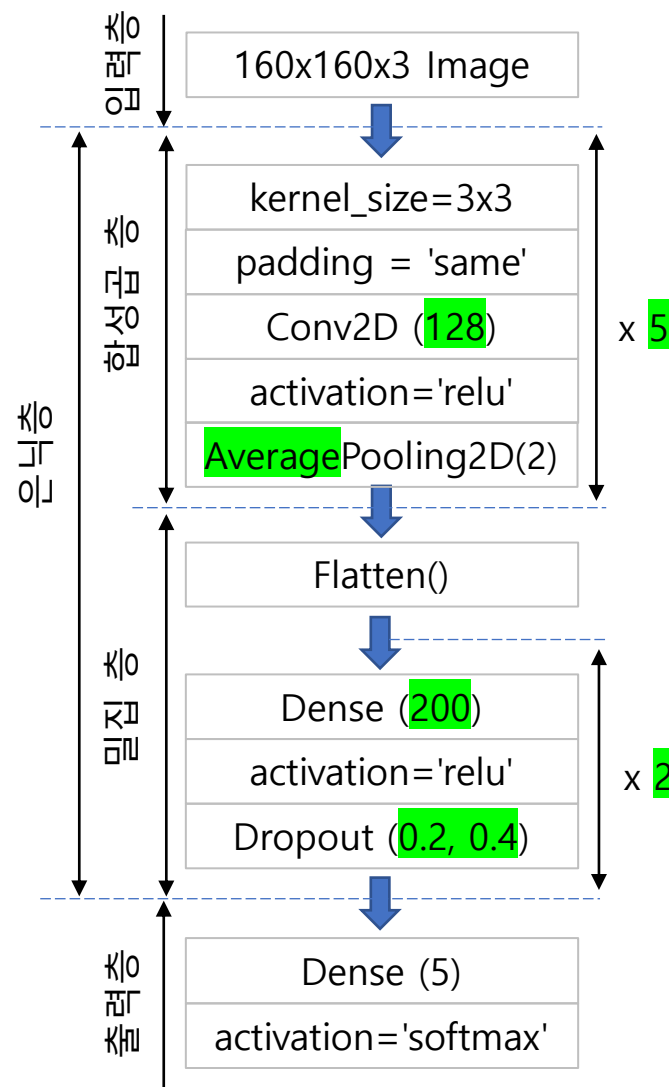 입력층
160x160x3 Image
은닉층
합성곱 층
kernel_size=3x3
padding = 'same'
Conv2D (128)
activation='relu'
AveragePooling2D(2)
x 5
밀집 층
Flatten()
Dense (200)
activation='relu'
Dropout (0.2, 0.4)
x 2
출력층
Dense (5)
activation='softmax'